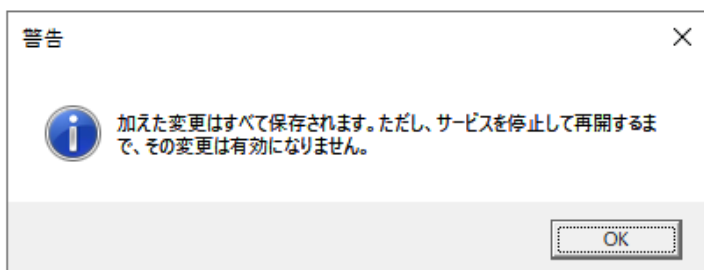 警告
加えた変更はすべて保存されます。ただし、サービスを停止して再開するま
で、その変更は有効になりません。
OK